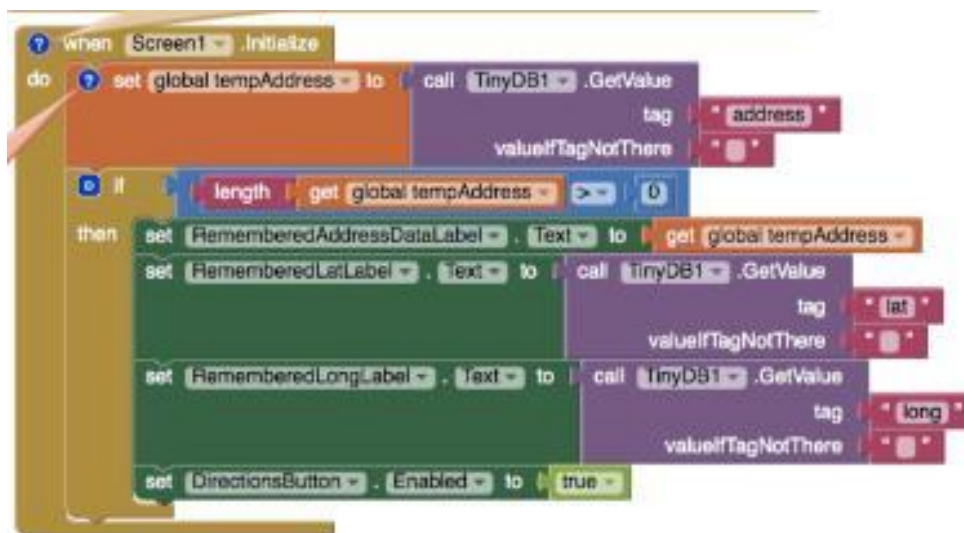 ? when Screen1 .Initialize
do ? set global tempAddress to call TinyDB1 .GetValue
tag " address "
valueIfTagNotThere " "
if length get global tempAddress > 0
then set RememberedAddressDataLabel . Text to get global tempAddress
set RememberedLatLabel . Text to call TinyDB1 .GetValue
tag " lat "
valueIfTagNotThere " "
set RememberedLongLabel . Text to call TinyDB1 .GetValue
tag " long "
valueIfTagNotThere " "
set DirectionsButton . Enabled to true